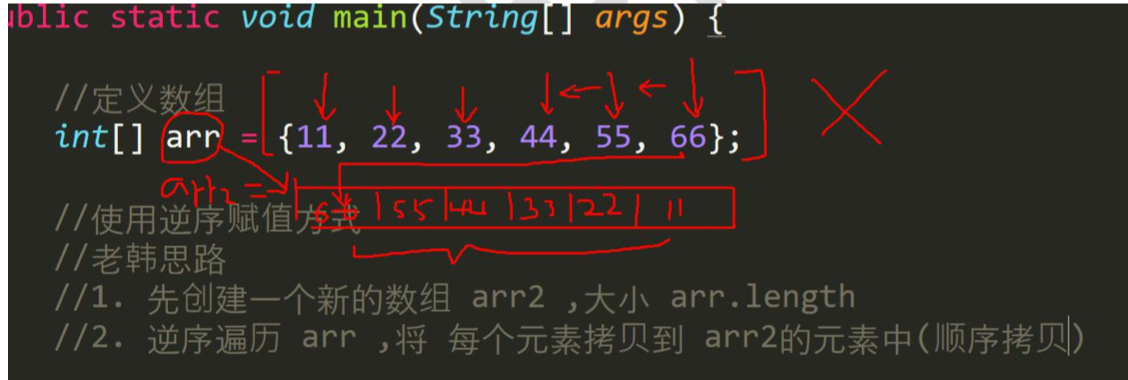 ublic static void main(String[] args) {
//定义数组
int[] arr = {11, 22, 33, 44, 55, 66};
arr2 =
55 44 33 22 11
//使用逆序赋值方式
//老韩思路
//1. 先创建一个新的数组 arr2 ,大小 arr.length
//2. 逆序遍历 arr ,将 每个元素拷贝到 arr2的元素中(顺序拷贝)